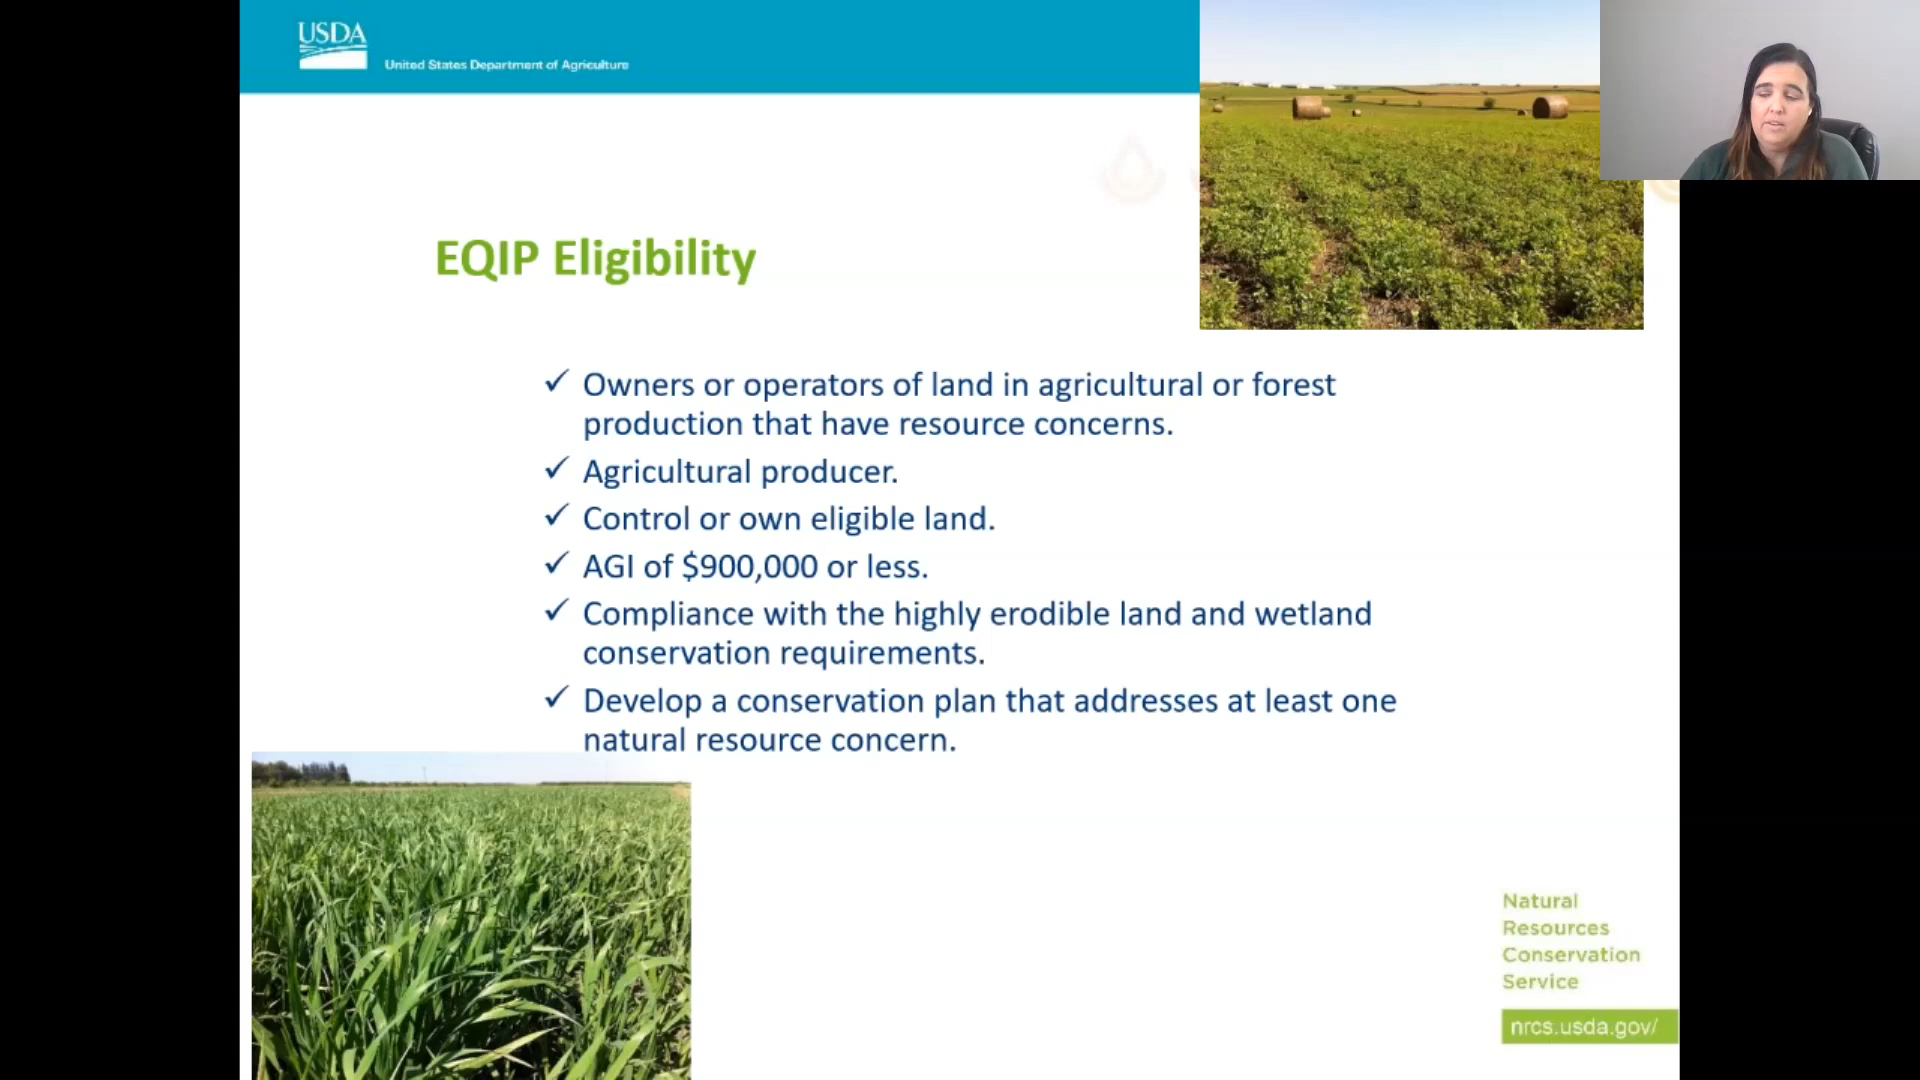 USDA
United States Department of Agriculture
EQIP Eligibility
✓ Owners or operators of land in agricultural or forest
production that have resource concerns.
✓ Agricultural producer.
✓ Control or own eligible land.
✓ AGI of $900,000 or less.
✓ Compliance with the highly erodible land and wetland
conservation requirements.
✓ Develop a conservation plan that addresses at least one
natural resource concern.
Natural
Resources
Conservation
Service
nrcs.usda.gov/